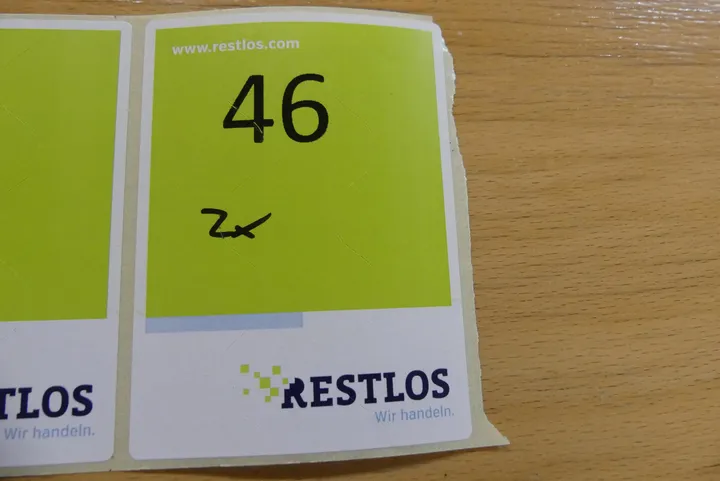 www.restlos.com
46
2x
RESTLOS
Wir handeln.
TLOS
Wir handeln.